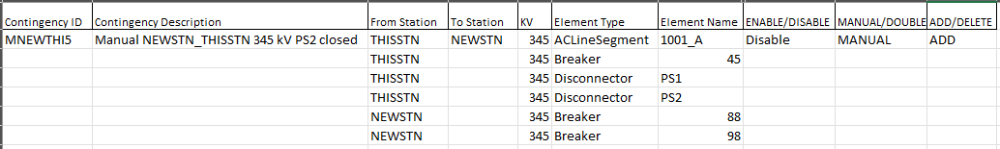 Contingency ID Contingency Description From Station To Station KV Element Type Element Name ENABLE/DISABLE MANUAL/DOUBLE ADD/DELETE
MNEWTHI5 Manual NEWSTN_THISSTN 345 kV PS2 closed THISSTN NEWSTN 345 ACLineSegment 1001_A Disable MANUAL ADD
THISSTN 345 Breaker 45
THISSTN 345 Disconnector PS1
THISSTN 345 Disconnector PS2
NEWSTN 345 Breaker 88
NEWSTN 345 Breaker 98